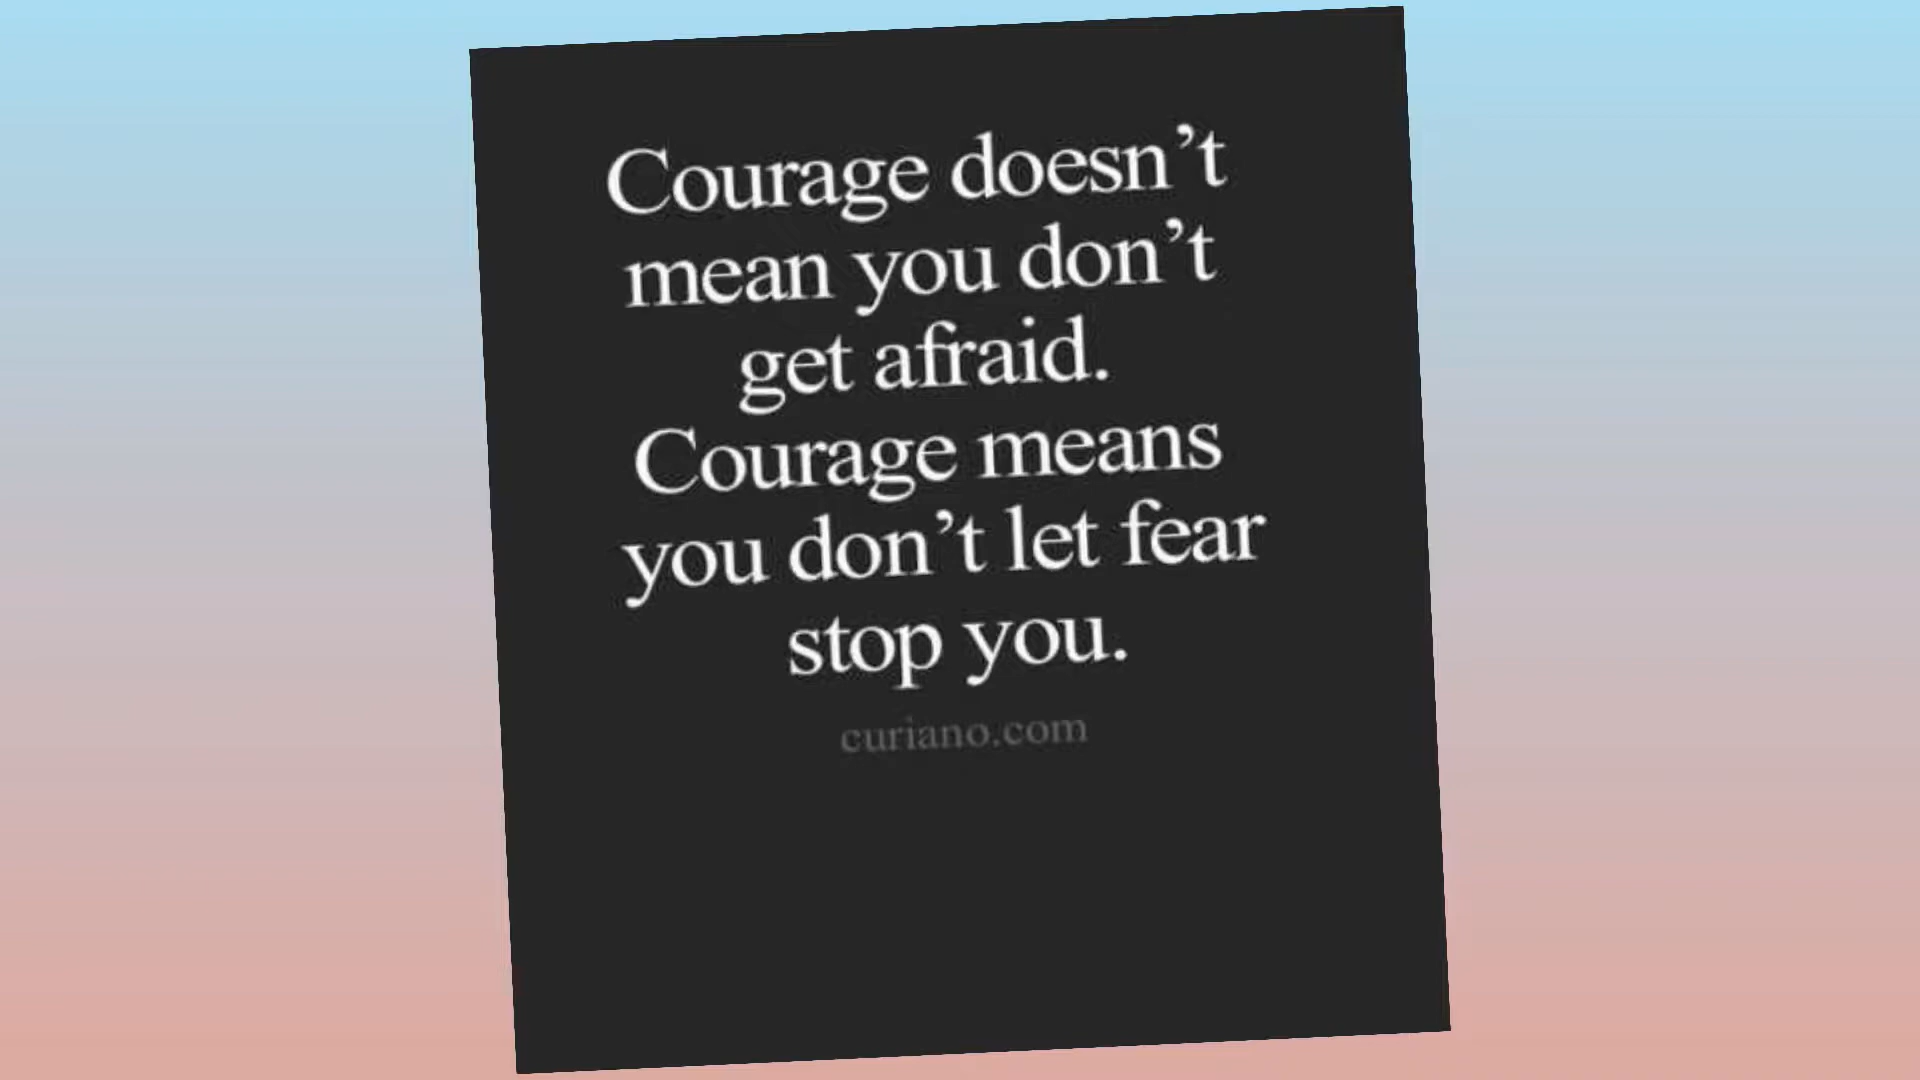 Courage doesn’t
mean you don’t
get afraid.
Courage means
you don’t let fear
stop you.
curiano.com